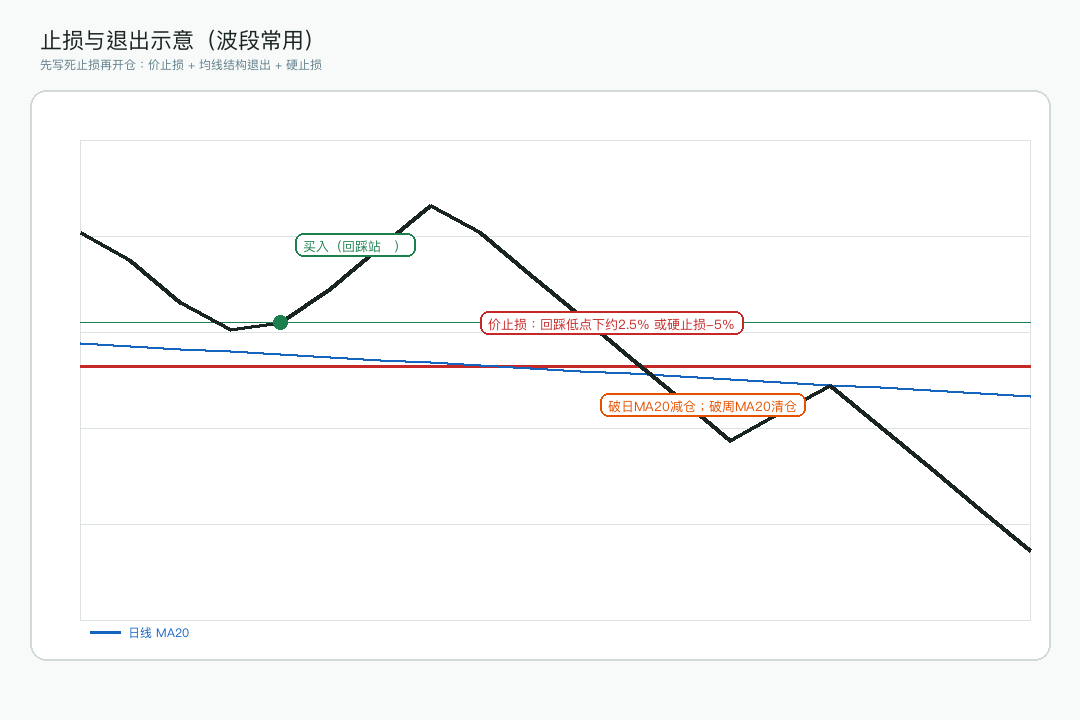 止损与退出示意（波段常用）
先写死止损再开仓：价止损 + 均线结构退出 + 硬止损
买入（回踩站　）
价止损：回踩低点下约2.5% 或硬止损-5%
破日MA20减仓；破周MA20清仓
日线 MA20